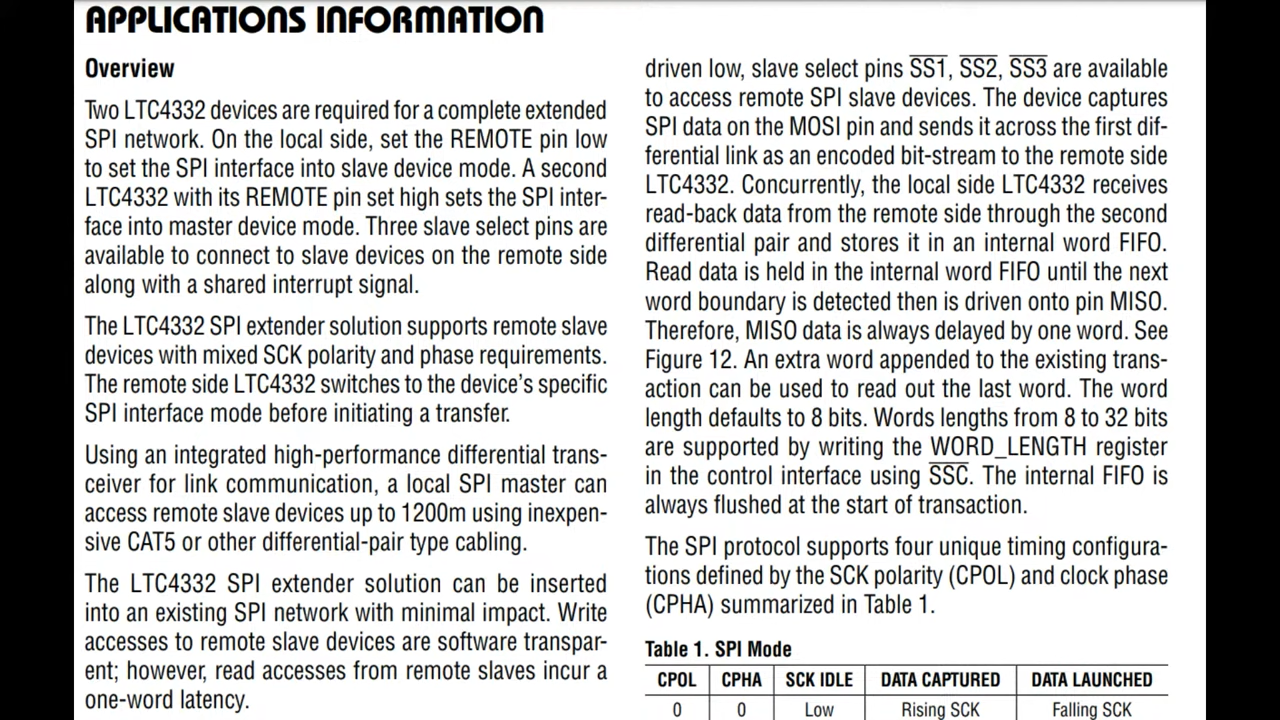 APPLICATIONS INFORMATION
Overview
Two LTC4332 devices are required for a complete extended
SPI network. On the local side, set the REMOTE pin low
to set the SPI interface into slave device mode. A second
LTC4332 with its REMOTE pin set high sets the SPI inter-
face into master device mode. Three slave select pins are
available to connect to slave devices on the remote side
along with a shared interrupt signal.
The LTC4332 SPI extender solution supports remote slave
devices with mixed SCK polarity and phase requirements.
The remote side LTC4332 switches to the device's specific
SPI interface mode before initiating a transfer.
Using an integrated high-performance differential trans-
ceiver for link communication, a local SPI master can
access remote slave devices up to 1200m using inexpen-
sive CAT5 or other differential-pair type cabling.
The LTC4332 SPI extender solution can be inserted
into an existing SPI network with minimal impact. Write
accesses to remote slave devices are software transpar-
ent; however, read accesses from remote slaves incur a
one-word latency.
driven low, slave select pins SS1, SS2, SS3 are available
to access remote SPI slave devices. The device captures
SPI data on the MOSI pin and sends it across the first dif-
ferential link as an encoded bit-stream to the remote side
LTC4332. Concurrently, the local side LTC4332 receives
read-back data from the remote side through the second
differential pair and stores it in an internal word FIFO.
Read data is held in the internal word FIFO until the next
word boundary is detected then is driven onto pin MISO.
Therefore, MISO data is always delayed by one word. See
Figure 12. An extra word appended to the existing trans-
action can be used to read out the last word. The word
length defaults to 8 bits. Words lengths from 8 to 32 bits
are supported by writing the WORD_LENGTH register
in the control interface using SSC. The internal FIFO is
always flushed at the start of transaction.
The SPI protocol supports four unique timing configura-
tions defined by the SCK polarity (CPOL) and clock phase
(CPHA) summarized in Table 1.
Table 1. SPI Mode
CPOL CPHA SCK IDLE DATA CAPTURED DATA LAUNCHED
0 0 Low Rising SCK Falling SCK